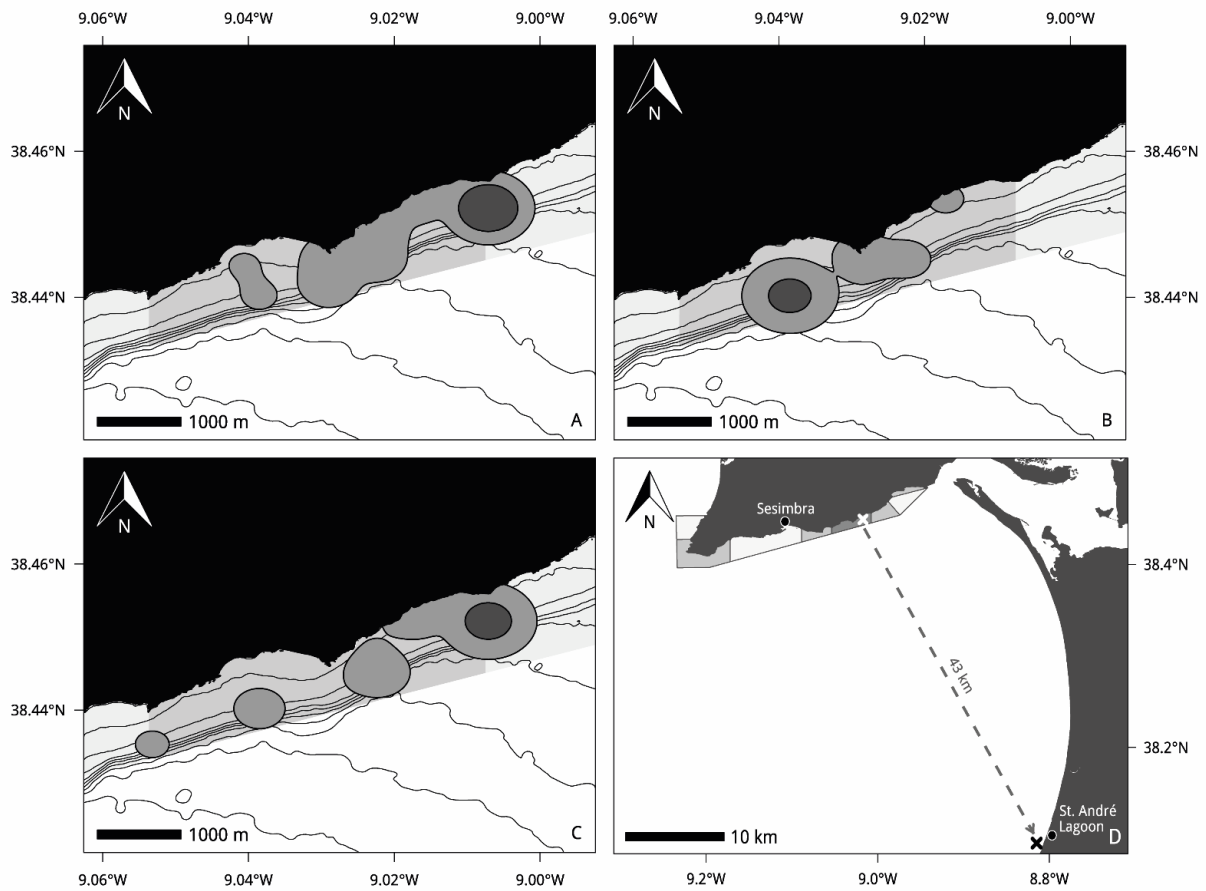 9.06°W 9.04°W 9.02°W 9.00°W 9.06°W 9.04°W 9.02°W 9.00°W
N
N
38.46°N
38.46°N
38.44°N
38.44°N
1000 m
A
1000 m
B
N
N
Sesimbra
38.46°N
38.4°N
43 km
38.44°N
38.2°N
St. André
Lagoon
1000 m
C
10 km
D
9.06°W 9.04°W 9.02°W 9.00°W 9.2°W 9.0°W 8.8°W